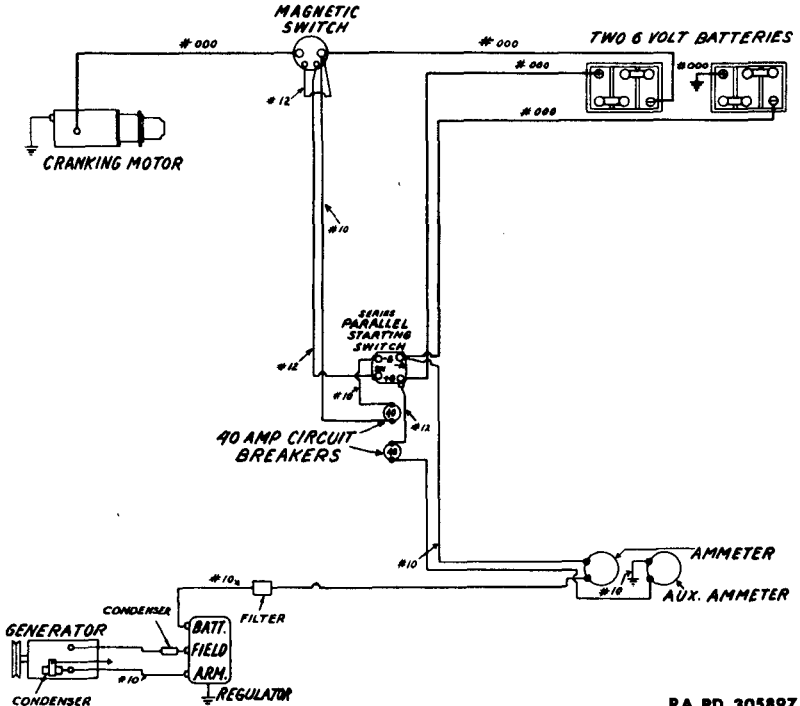 MAGNETIC
SWITCH
# 000
# 000
TWO 6 VOLT BATTERIES
# 000
#000
# 000
#12
CRANKING MOTOR
#10
SERIES
PARALLEL
STARTING
SWITCH
#12
-B
+B
#10
40
#12
40 AMP CIRCUIT
BREAKERS
40
#10
AMMETER
#10
AUX. AMMETER
#10
FILTER
CONDENSER
GENERATOR
BATT.
FIELD
ARM.
#10
REGULATOR
CONDENSER
RA PD 305897